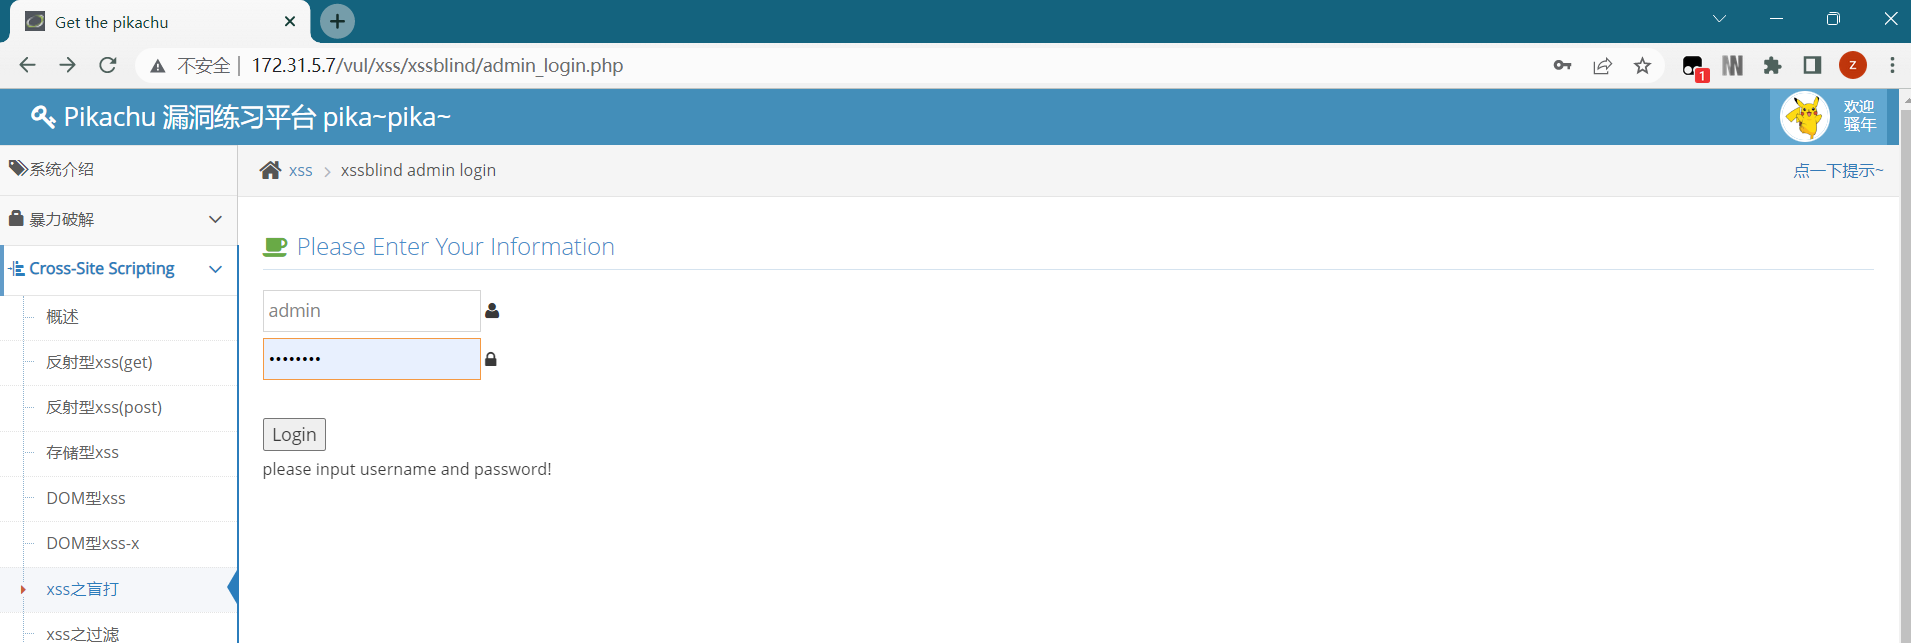 Get the pikachu
不安全 172.31.5.7/vul/xss/xssblind/admin_login.php
1
z
Pikachu 漏洞练习平台 pika~pika~
欢迎
骚年
系统介绍
xss
xssblind admin login
点一下提示~
暴力破解
Cross-Site Scripting
概述
反射型xss(get)
反射型xss(post)
存储型xss
DOM型xss
DOM型xss-x
xss之盲打
xss之过滤
Please Enter Your Information
admin
••••••••
Login
please input username and password!